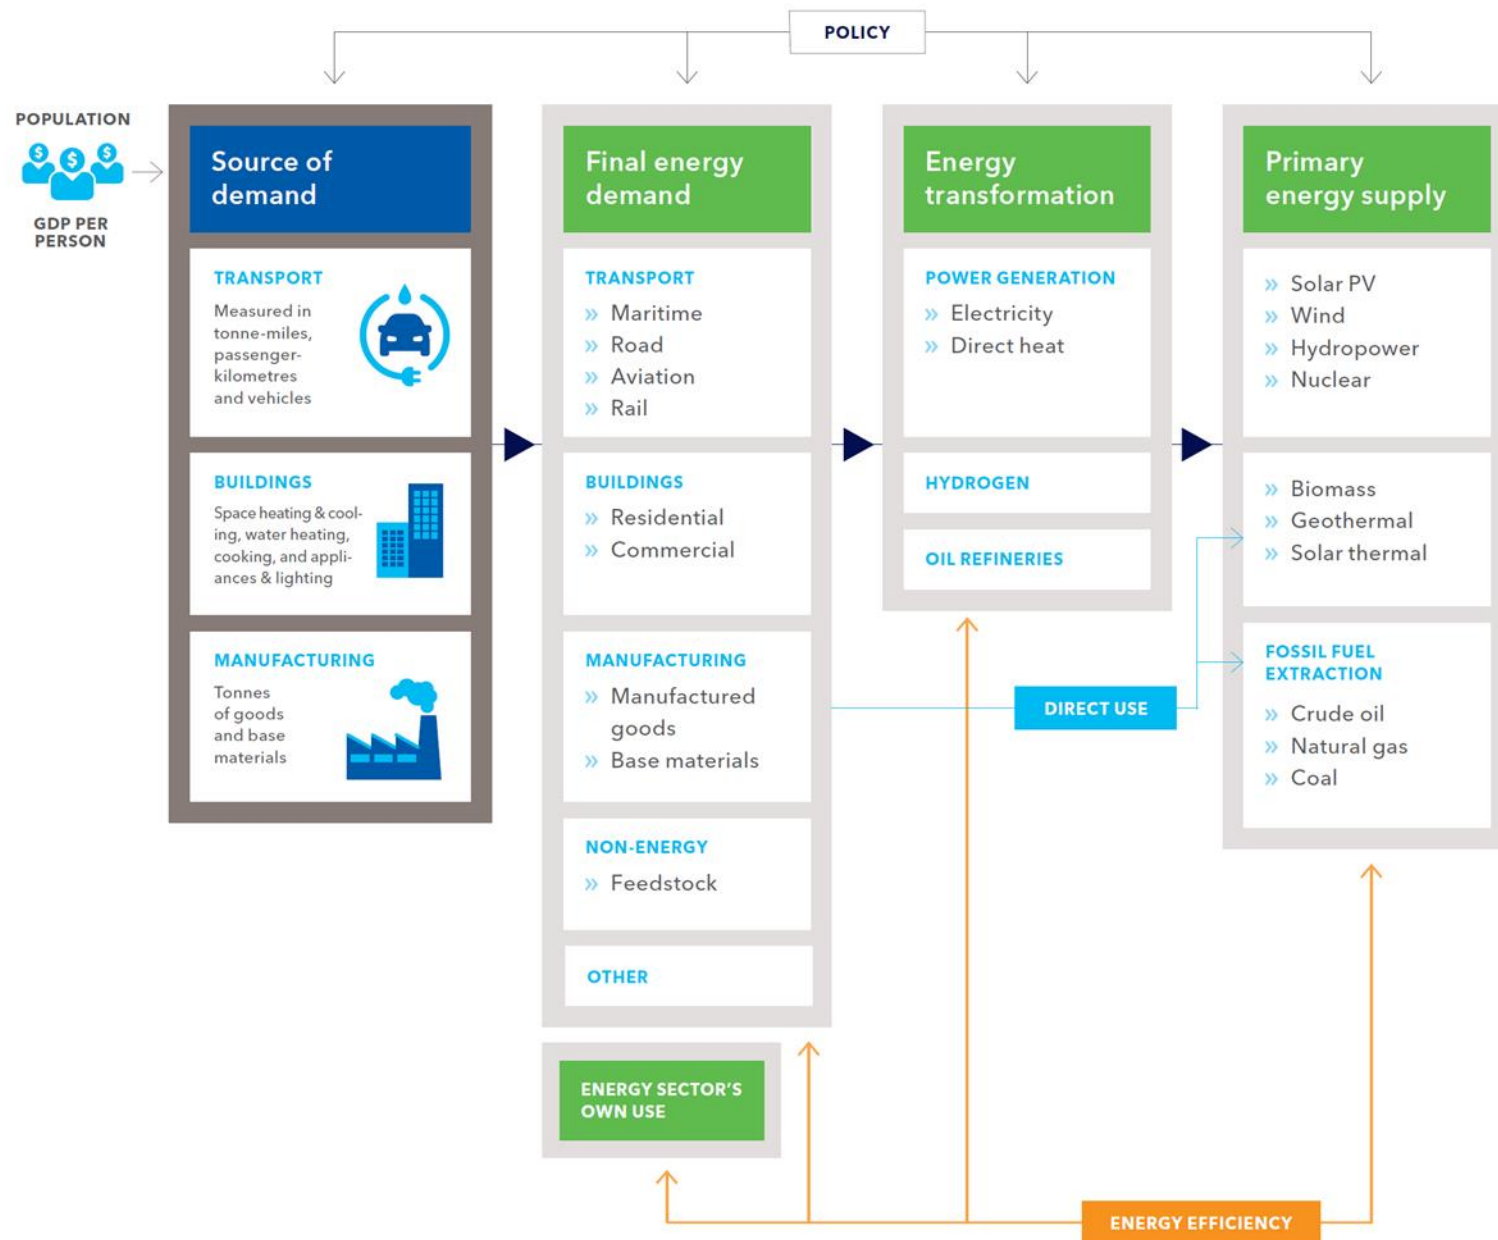 POLICY
POPULATION
$ $ $
GDP PER
PERSON
Source of
demand
TRANSPORT
Measured in
tonne-miles,
passenger-
kilometres
and vehicles
BUILDINGS
Space heating & cool-
ing, water heating,
cooking, and appli-
ances & lighting
MANUFACTURING
Tonnes
of goods
and base
materials
Final energy
demand
TRANSPORT
» Maritime
» Road
» Aviation
» Rail
BUILDINGS
» Residential
» Commercial
MANUFACTURING
» Manufactured
goods
» Base materials
NON-ENERGY
» Feedstock
OTHER
ENERGY SECTOR'S
OWN USE
Energy
transformation
POWER GENERATION
» Electricity
» Direct heat
HYDROGEN
OIL REFINERIES
DIRECT USE
Primary
energy supply
» Solar PV
» Wind
» Hydropower
» Nuclear
» Biomass
» Geothermal
» Solar thermal
FOSSIL FUEL
EXTRACTION
» Crude oil
» Natural gas
» Coal
ENERGY EFFICIENCY